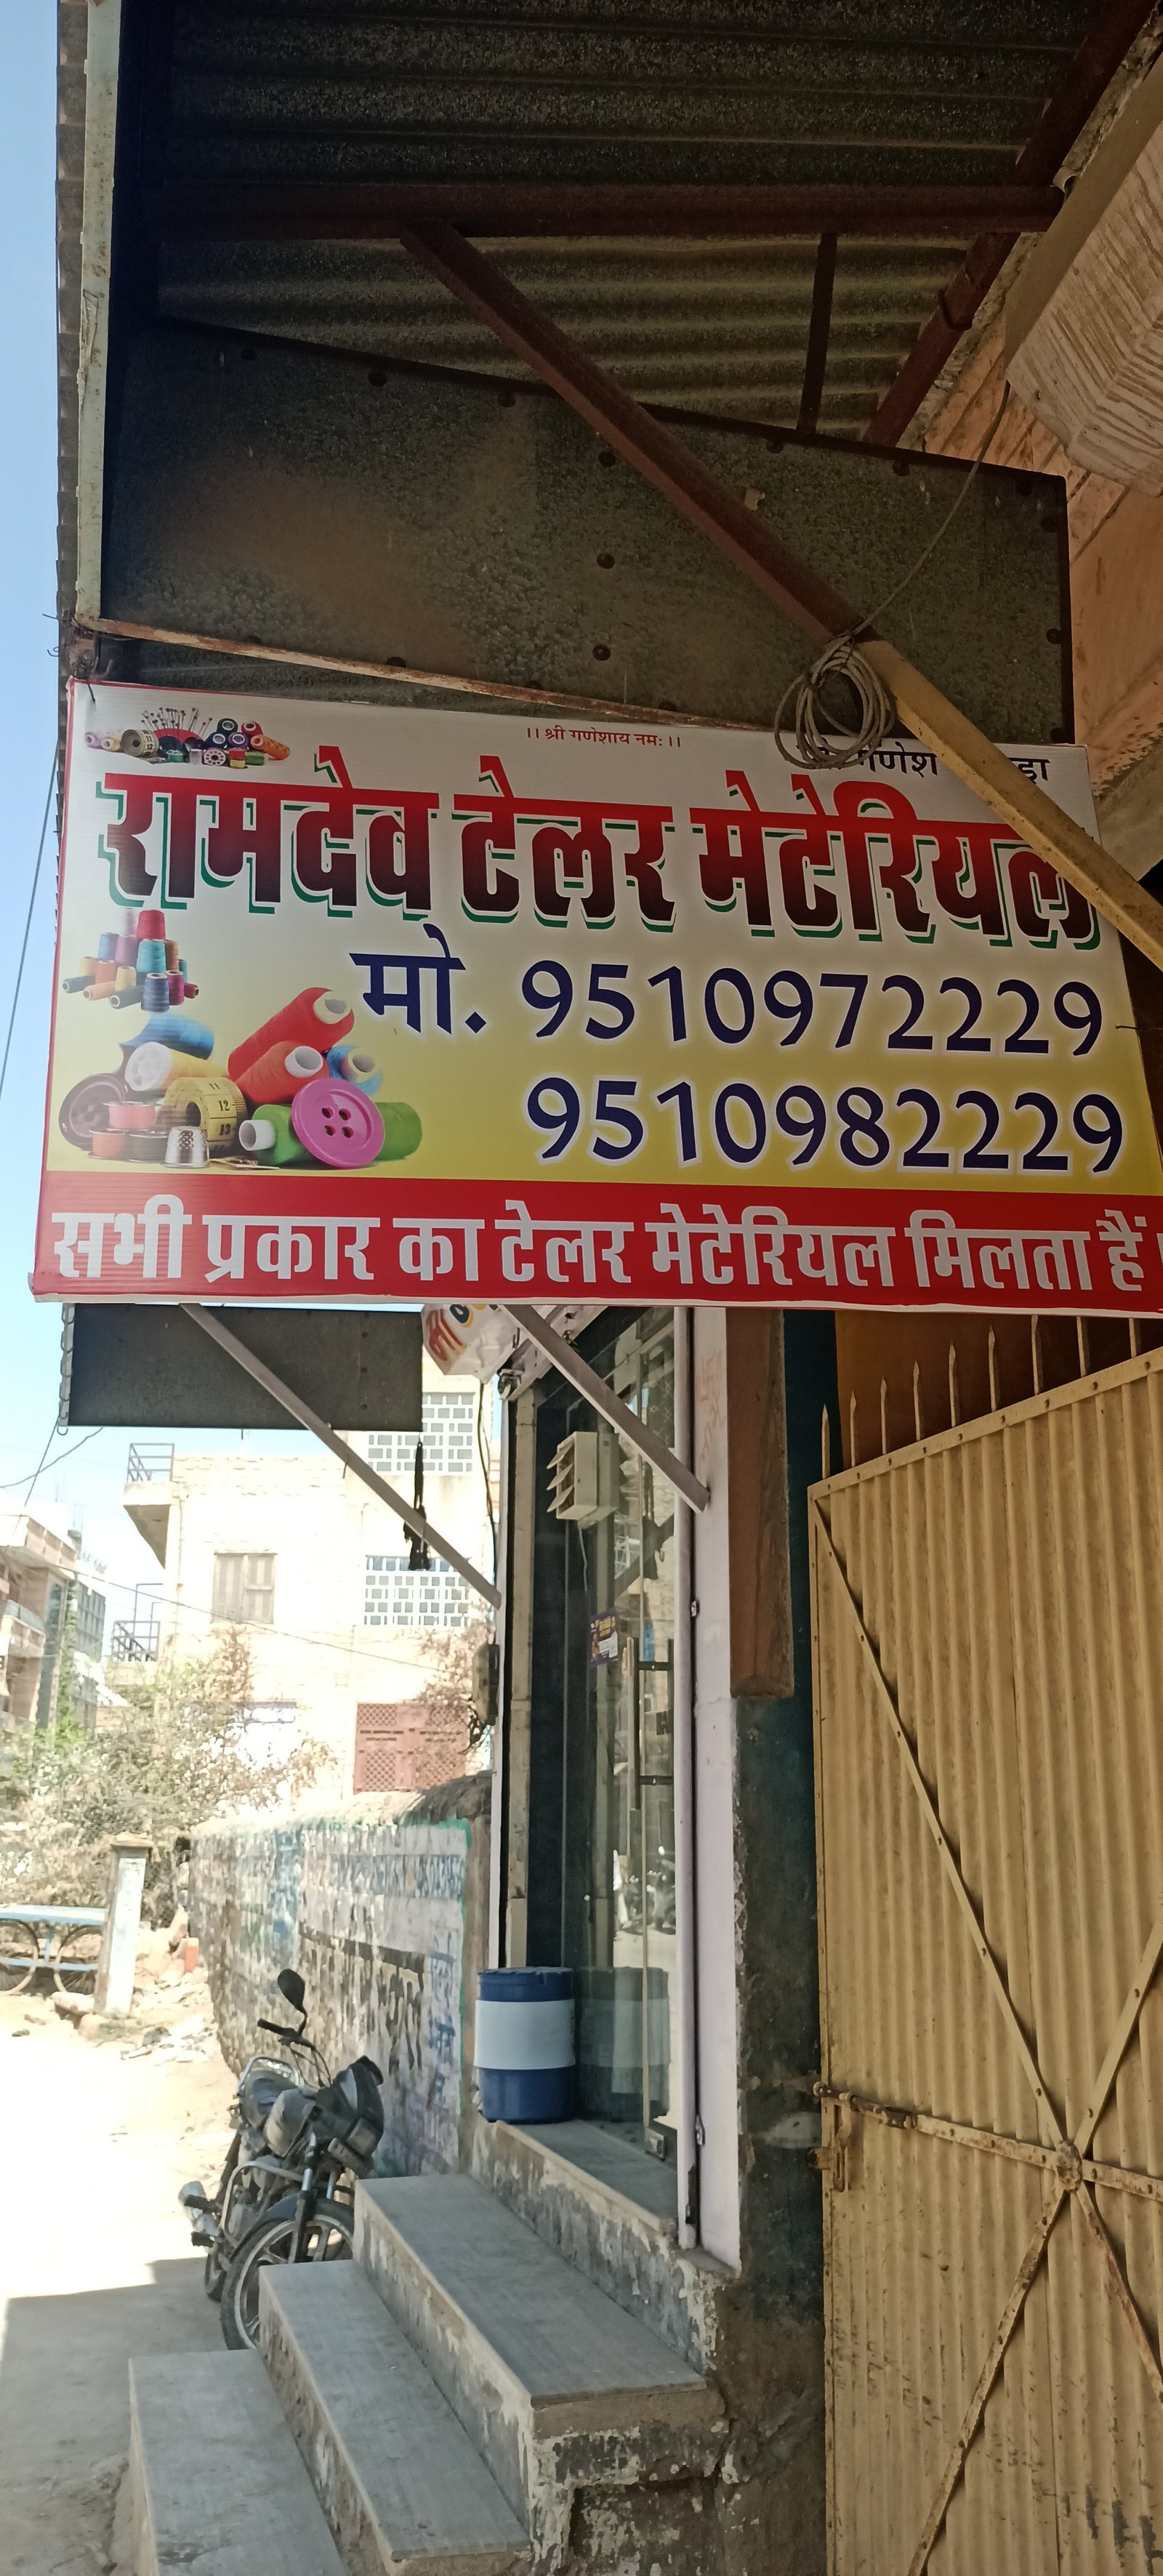 ।। श्री गणेशाय नमः ।।
गणेश
रामदेव टेलर मेटेरियल
मो. 9510972229
9510982229
सभी प्रकार का टेलर मेटेरियल मिलता हैं